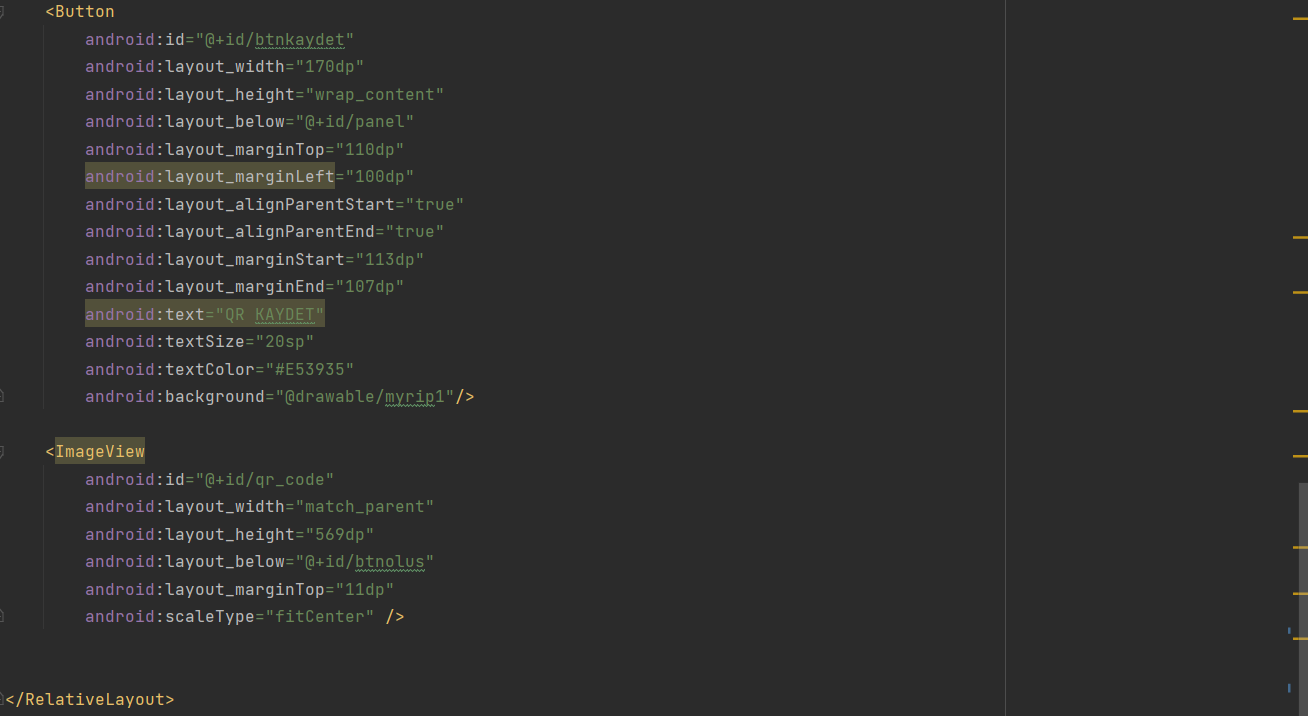 <Button
android:id="@+id/btnkaydet"
android:layout_width="170dp"
android:layout_height="wrap_content"
android:layout_below="@+id/panel"
android:layout_marginTop="110dp"
android:layout_marginLeft="100dp"
android:layout_alignParentStart="true"
android:layout_alignParentEnd="true"
android:layout_marginStart="113dp"
android:layout_marginEnd="107dp"
android:text="QR KAYDET"
android:textSize="20sp"
android:textColor="#E53935"
android:background="@drawable/myrip1"/>
<ImageView
android:id="@+id/qr_code"
android:layout_width="match_parent"
android:layout_height="569dp"
android:layout_below="@+id/btnolus"
android:layout_marginTop="11dp"
android:scaleType="fitCenter" />
</RelativeLayout>